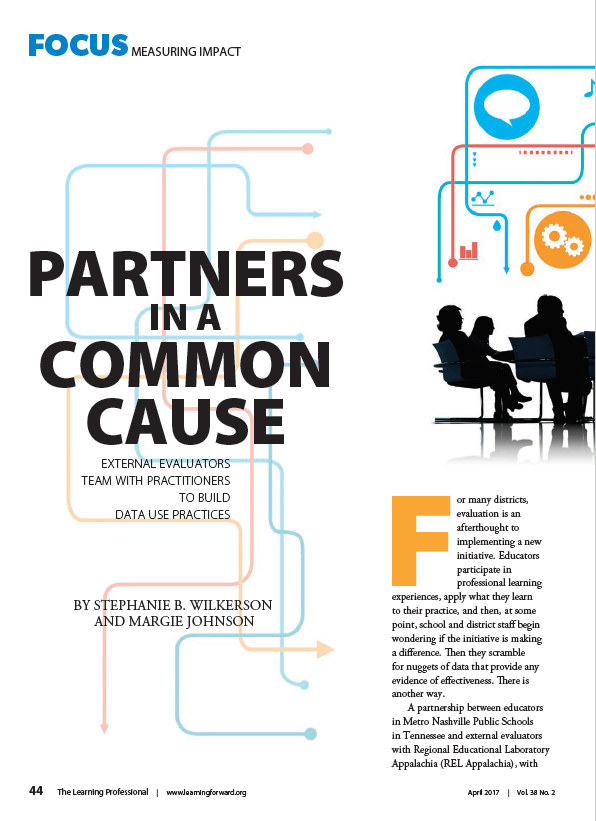 FOCUS MEASURING IMPACT
PARTNERS
IN A
COMMON
CAUSE
EXTERNAL EVALUATORS
TEAM WITH PRACTITIONERS
TO BUILD
DATA USE PRACTICES
BY STEPHANIE B. WILKERSON
AND MARGIE JOHNSON
For many districts,
evaluation is an
afterthought to
implementing a new
initiative. Educators
participate in
professional learning
experiences, apply what they learn
to their practice, and then, at some
point, school and district staff begin
wondering if the initiative is making
a difference. Then they scramble
for nuggets of data that provide any
evidence of effectiveness. There is
another way.
A partnership between educators
in Metro Nashville Public Schools
in Tennessee and external evaluators
with Regional Educational Laboratory
Appalachia (REL Appalachia), with
44 The Learning Professional | www.learningforward.org
April 2017 | Vol. 38 No. 2